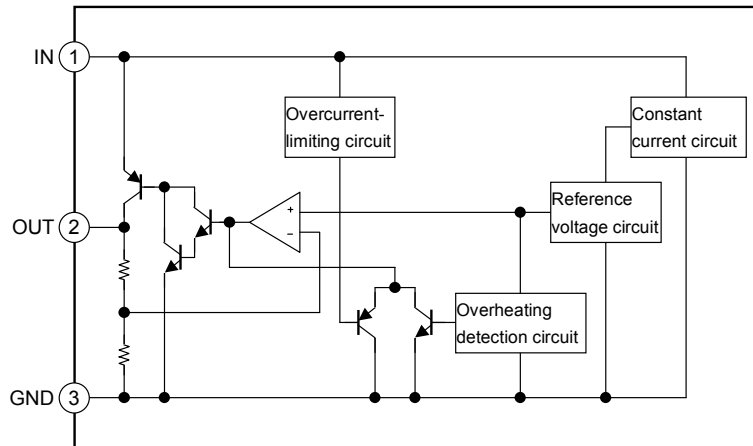 IN 1
Overcurrent-
limiting circuit
Constant
current circuit
OUT 2
+
−
Reference
voltage circuit
Overheating
detection circuit
GND 3